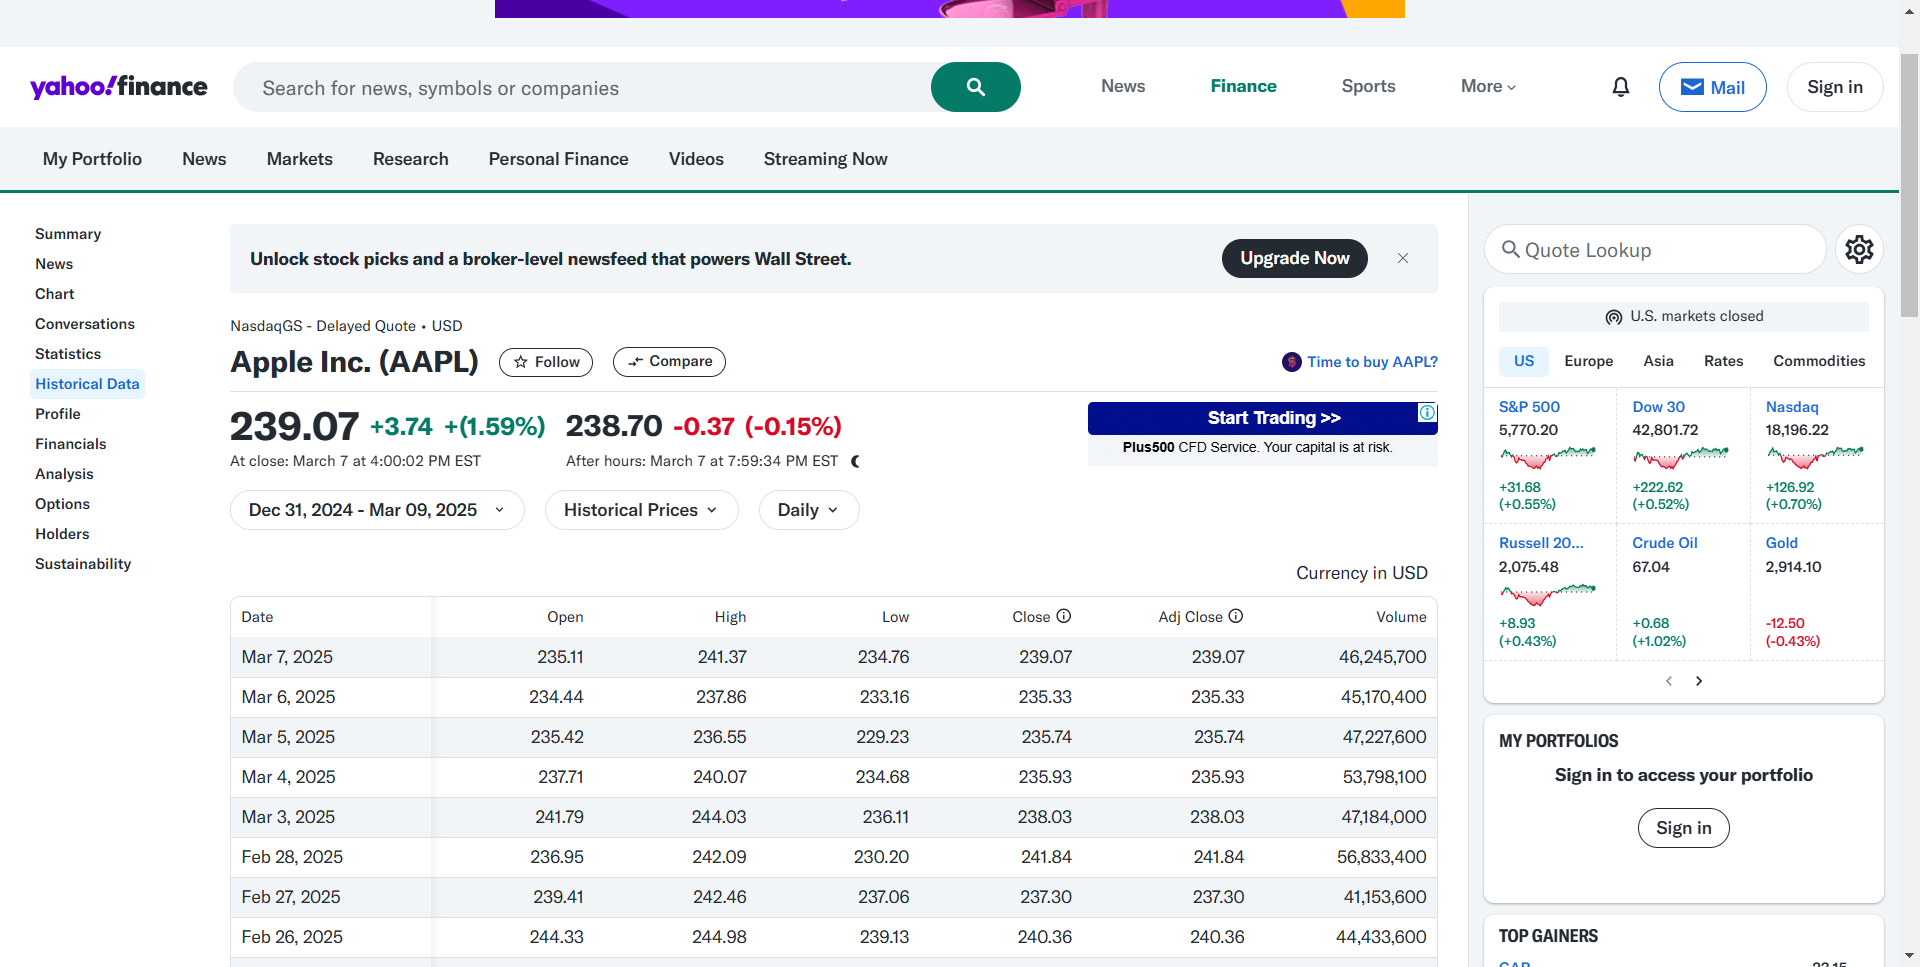 yahoo!finance
Search for news, symbols or companies
News Finance Sports More
Mail
Sign in
My Portfolio News Markets Research Personal Finance Videos Streaming Now
Summary
News
Chart
Conversations
Statistics
Historical Data
Profile
Financials
Analysis
Options
Holders
Sustainability
Unlock stock picks and a broker-level newsfeed that powers Wall Street.
Upgrade Now
NasdaqGS - Delayed Quote • USD
Apple Inc. (AAPL)
Follow
Compare
Time to buy AAPL?
239.07 +3.74 +(1.59%)
At close: March 7 at 4:00:02 PM EST
238.70 -0.37 (-0.15%)
After hours: March 7 at 7:59:34 PM EST
Start Trading >>
Plus500 CFD Service. Your capital is at risk.
Dec 31, 2024 - Mar 09, 2025
Historical Prices
Daily
Currency in USD
Date Open High Low Close Adj Close Volume
Mar 7, 2025 235.11 241.37 234.76 239.07 239.07 46,245,700
Mar 6, 2025 234.44 237.86 233.16 235.33 235.33 45,170,400
Mar 5, 2025 235.42 236.55 229.23 235.74 235.74 47,227,600
Mar 4, 2025 237.71 240.07 234.68 235.93 235.93 53,798,100
Mar 3, 2025 241.79 244.03 236.11 238.03 238.03 47,184,000
Feb 28, 2025 236.95 242.09 230.20 241.84 241.84 56,833,400
Feb 27, 2025 239.41 242.46 237.06 237.30 237.30 41,153,600
Feb 26, 2025 244.33 244.98 239.13 240.36 240.36 44,433,600
Quote Lookup
U.S. markets closed
US Europe Asia Rates Commodities
S&P 500
5,770.20
+31.68
(+0.55%)
Dow 30
42,801.72
+222.62
(+0.52%)
Nasdaq
18,196.22
+126.92
(+0.70%)
Russell 20...
2,075.48
+8.93
(+0.43%)
Crude Oil
67.04
+0.68
(+1.02%)
Gold
2,914.10
-12.50
(-0.43%)
MY PORTFOLIOS
Sign in to access your portfolio
Sign in
TOP GAINERS